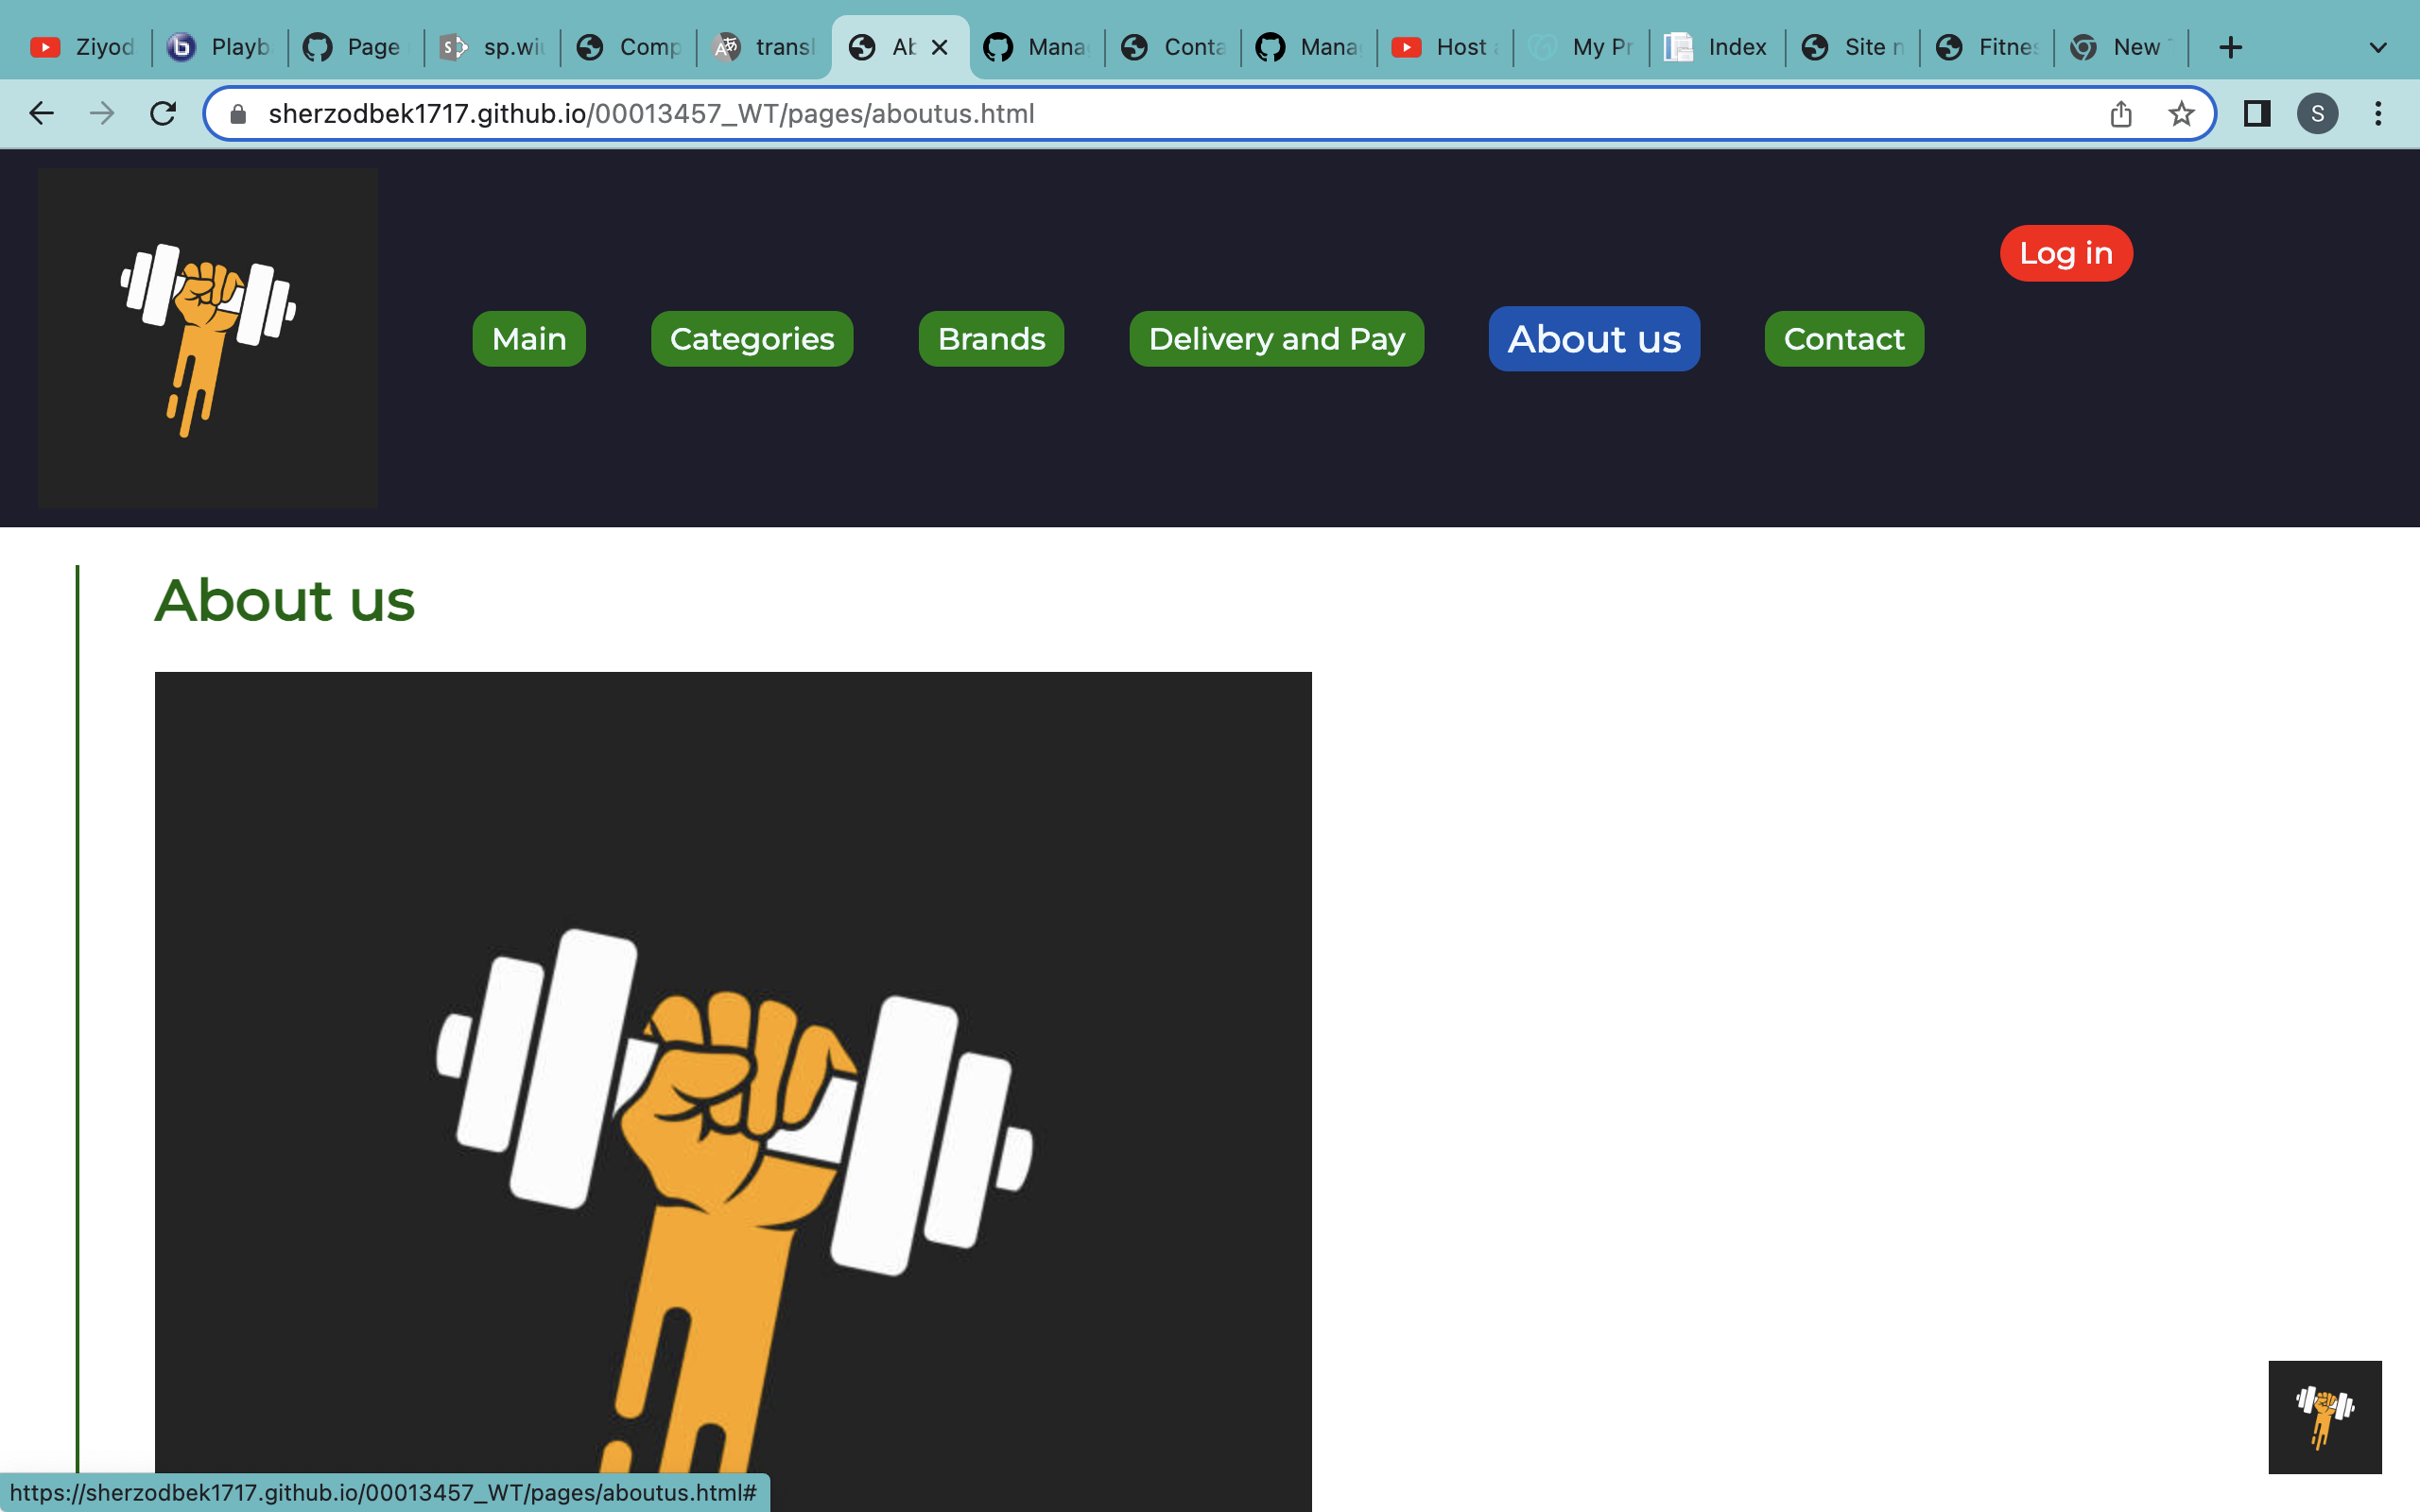 Ziyod Playb Page sp.wiu Comp transl Ab Mana Conta Mana Host a My Pr Index Site n Fitnes New T
sherzodbek1717.github.io/00013457_WT/pages/aboutus.html
S
Log in
Main Categories Brands Delivery and Pay About us Contact
About us
https://sherzodbek1717.github.io/00013457_WT/pages/aboutus.html#